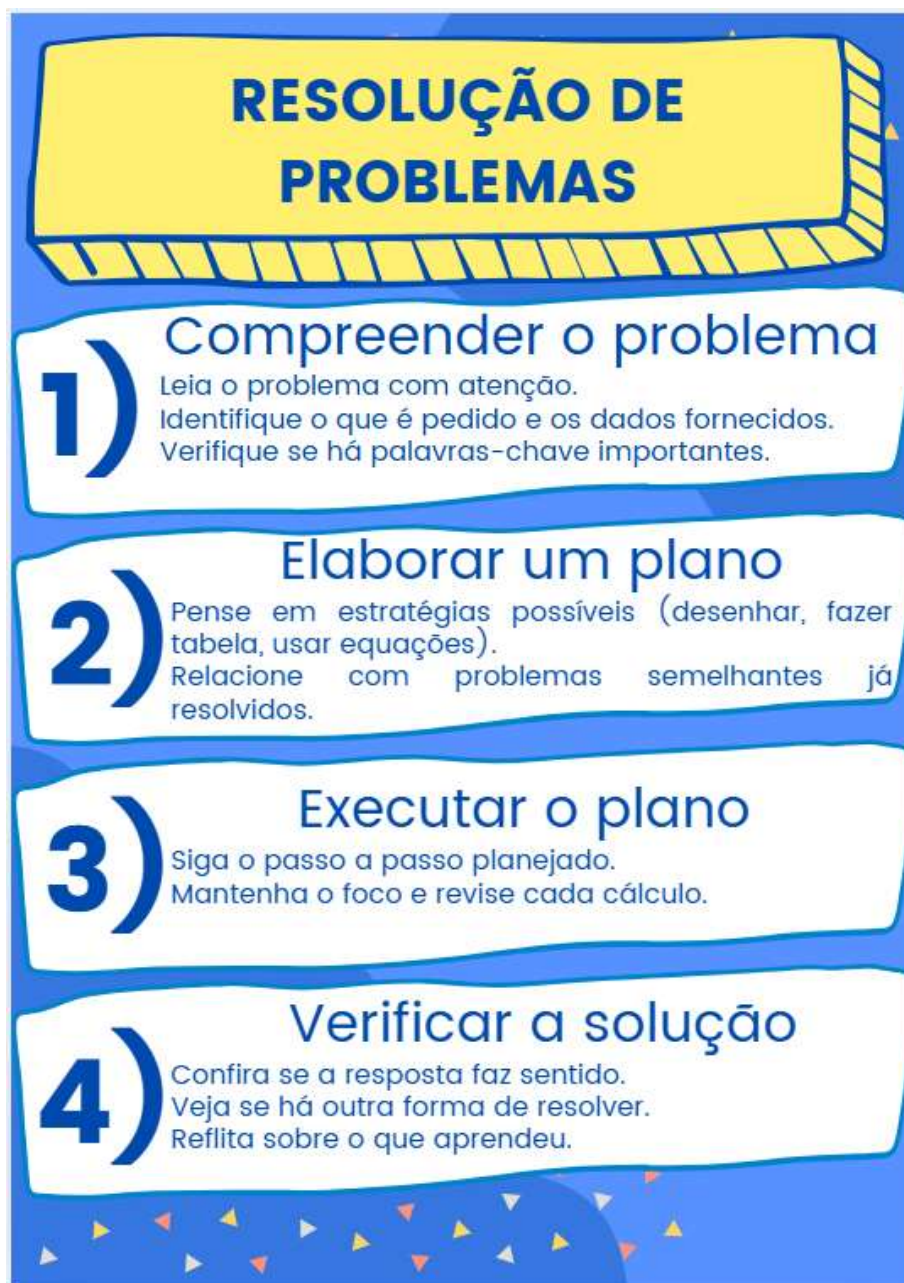 RESOLUÇÃO DE
PROBLEMAS
1)
Compreender o problema
Leia o problema com atenção.
Identifique o que é pedido e os dados fornecidos.
Verifique se há palavras-chave importantes.
2)
Elaborar um plano
Pense em estratégias possíveis (desenhar, fazer
tabela, usar equações).
Relacione com problemas semelhantes já
resolvidos.
3)
Executar o plano
Siga o passo a passo planejado.
Mantenha o foco e revise cada cálculo.
4)
Verificar a solução
Confira se a resposta faz sentido.
Veja se há outra forma de resolver.
Reflita sobre o que aprendeu.